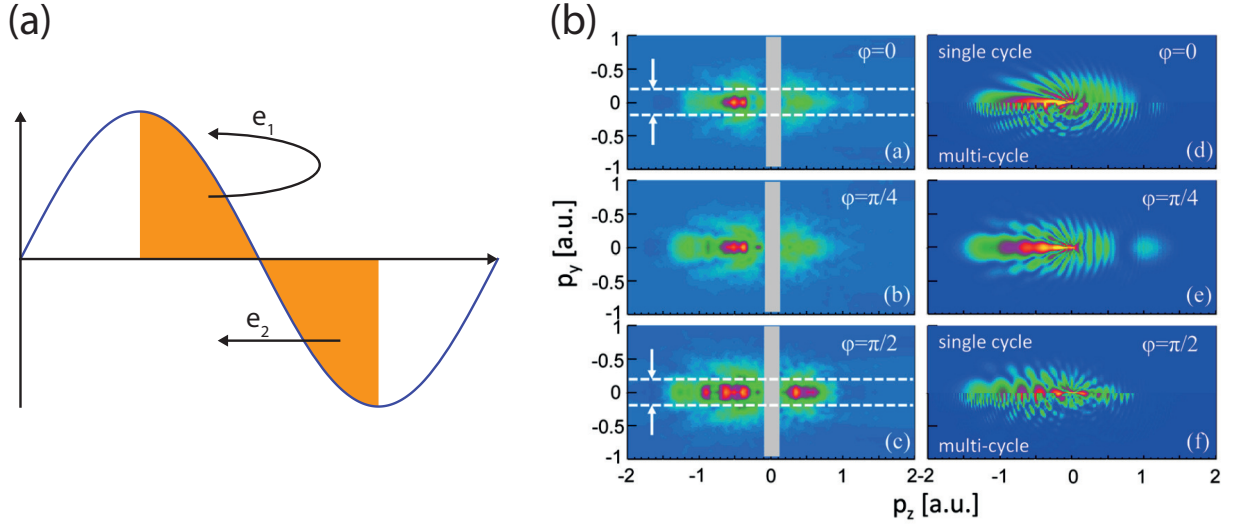 (a)
e1
e2
(b)
φ=0
(a)
φ=π/4
(b)
φ=π/2
(c)
single cycle φ=0
multi-cycle (d)
φ=π/4
(e)
single cycle φ=π/2
multi-cycle (f)
1
-0.5
0
0.5
-1
1
-0.5
0
0.5
-1
1
-0.5
0
0.5
-1
py [a.u.]
-2 -1 0 1 2 -2 -1 0 1 2
pz [a.u.]